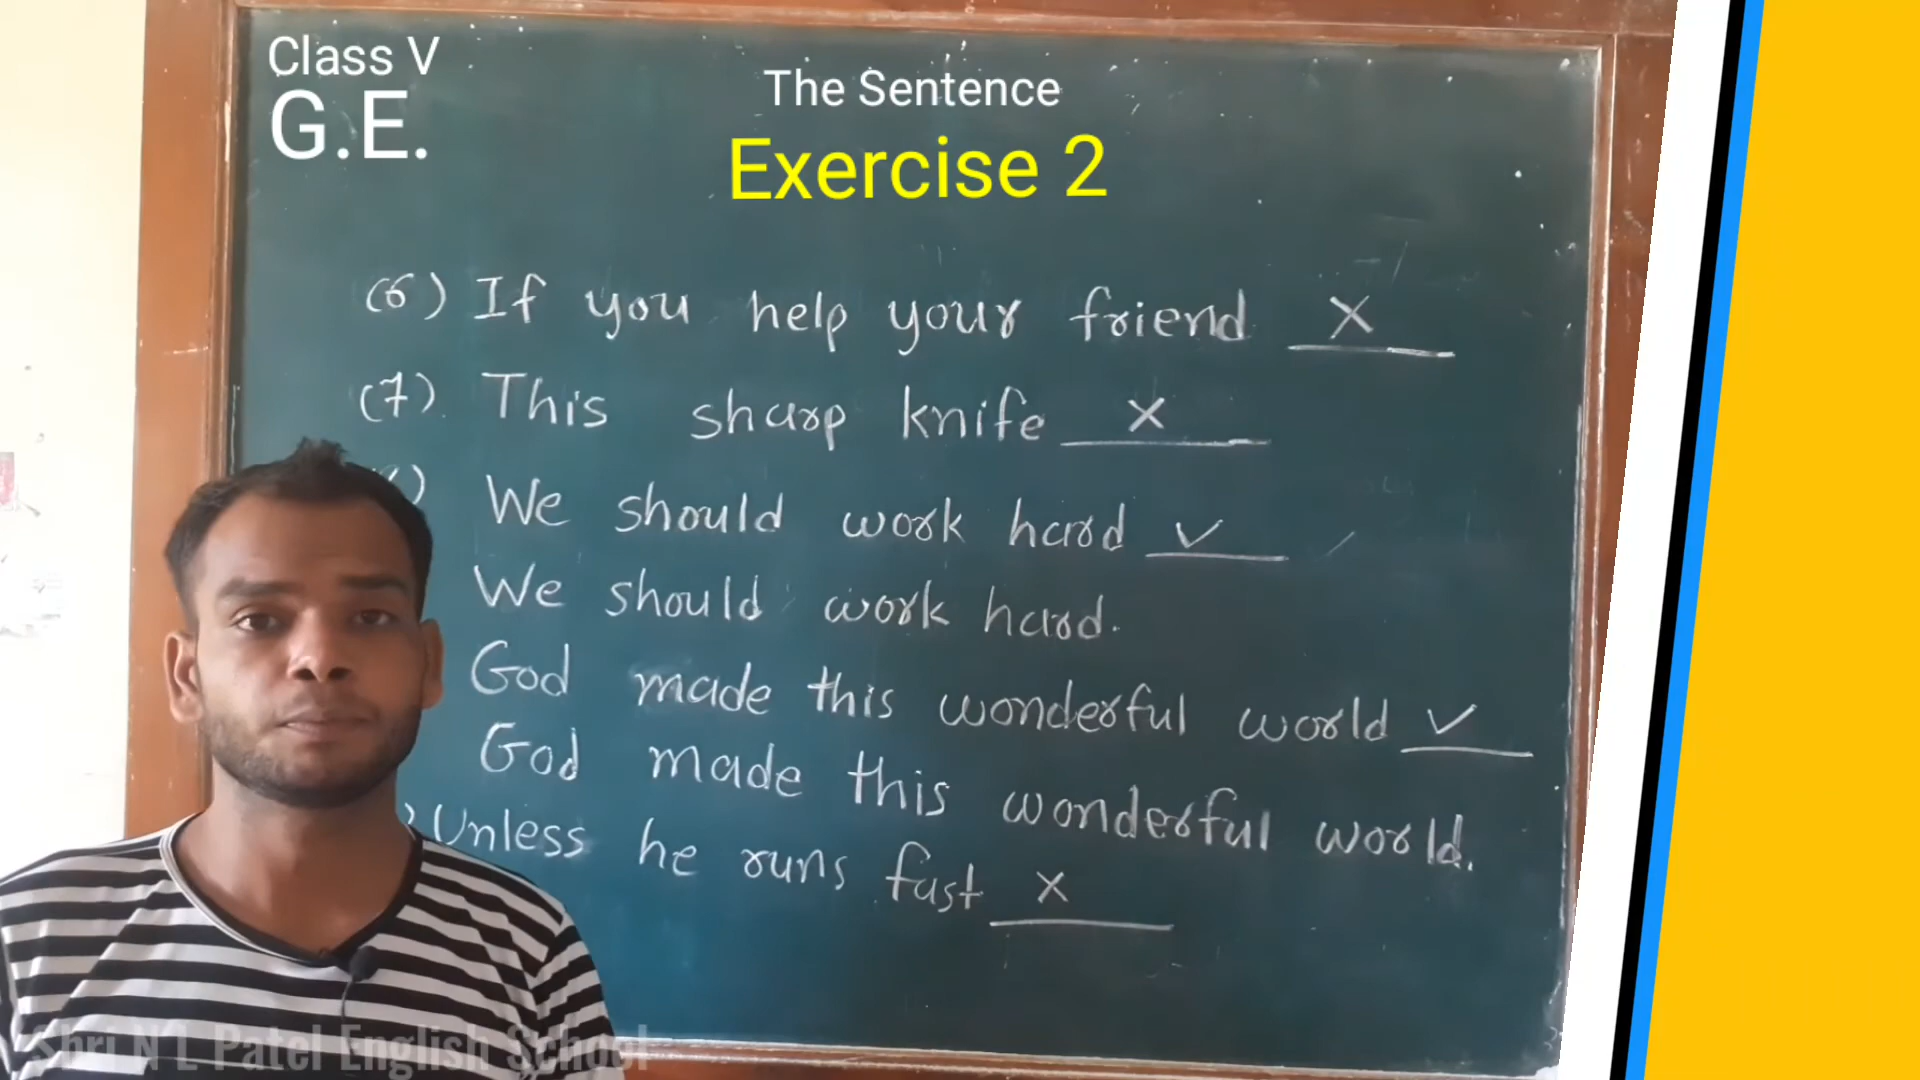 Class V
G.E.
The Sentence
Exercise 2
(6) If you help your friend X
(7) This sharp knife X
) We should work hard ✓
We should work hard.
God made this wonderful world ✓
God made this wonderful world.
) Unless he runs fast X
Shri N L Patel English School